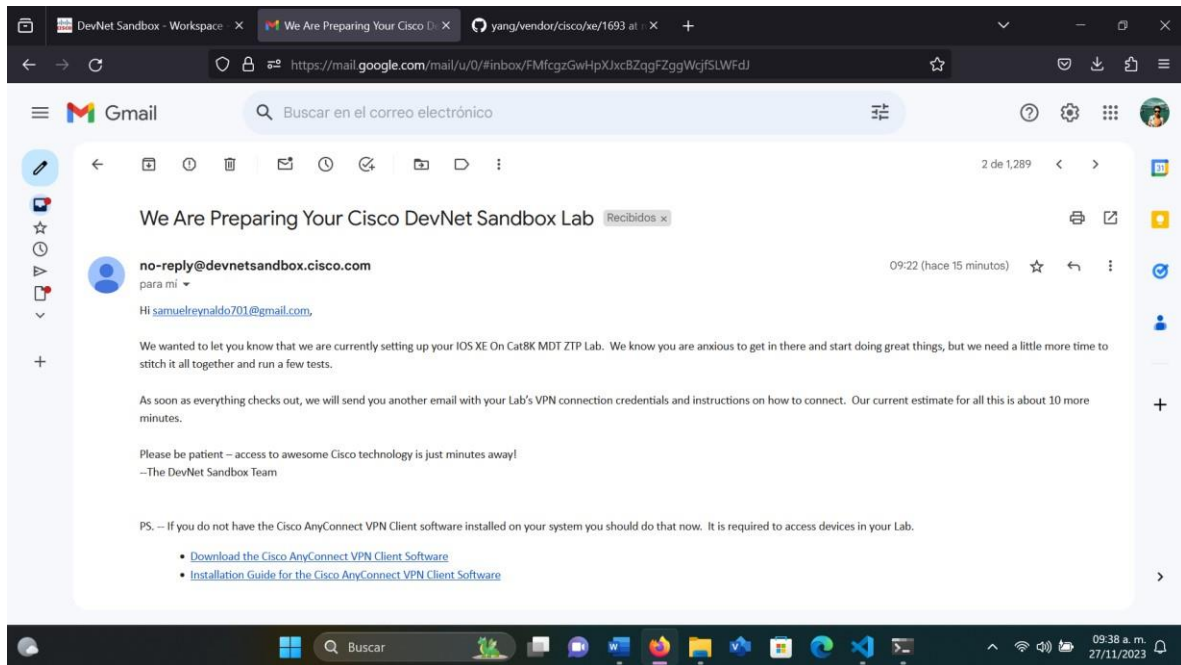 DevNet Sandbox - Workspace
We Are Preparing Your Cisco De
yang/vendor/cisco/xe/1693 at
https://mail.google.com/mail/u/0/#inbox/FMfcgzGwHpXJxcBZqgFZggWcjfSLWFdJ
Gmail
Buscar en el correo electrónico
2 de 1,289
We Are Preparing Your Cisco DevNet Sandbox Lab Recibidos x
no-reply@devnetsandbox.cisco.com
09:22 (hace 15 minutos)
para mí
Hi samuelreynaldo701@gmail.com,
We wanted to let you know that we are currently setting up your IOS XE On Cat8K MDT ZTP Lab. We know you are anxious to get in there and start doing great things, but we need a little more time to
stitch it all together and run a few tests.
As soon as everything checks out, we will send you another email with your Lab's VPN connection credentials and instructions on how to connect. Our current estimate for all this is about 10 more
minutes.
Please be patient – access to awesome Cisco technology is just minutes away!
--The DevNet Sandbox Team
PS. -- If you do not have the Cisco AnyConnect VPN Client software installed on your system you should do that now. It is required to access devices in your Lab.
• Download the Cisco AnyConnect VPN Client Software
• Installation Guide for the Cisco AnyConnect VPN Client Software
31
Buscar
09:38 a. m.
27/11/2023